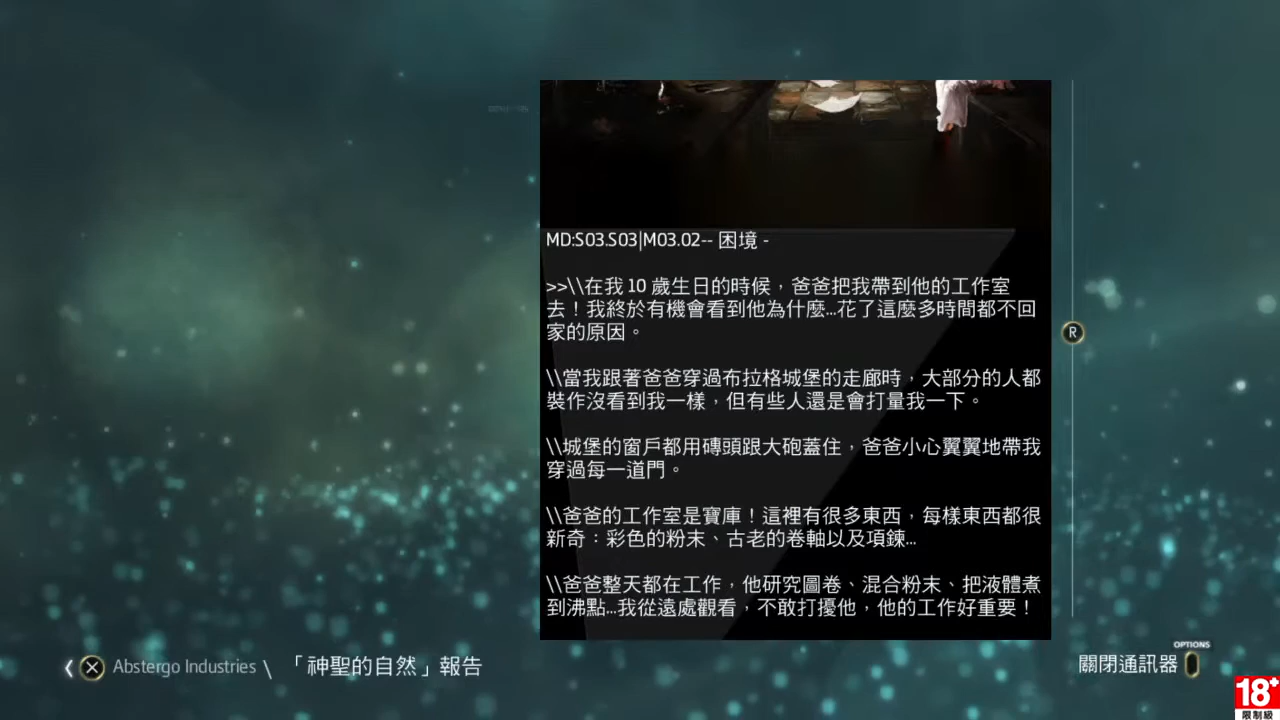 MD:S03.S03|M03.02-- 困境 -
>>\\在我 10 歲生日的時候，爸爸把我帶到他的工作室
去！我終於有機會看到他為什麼...花了這麼多時間都不回
家的原因。
\\當我跟著爸爸穿過布拉格城堡的走廊時，大部分的人都
裝作沒看到我一樣，但有些人還是會打量我一下。
\\城堡的窗戶都用磚頭跟大砲蓋住，爸爸小心翼翼地帶我
穿過每一道門。
\\爸爸的工作室是寶庫！這裡有很多東西，每樣東西都很
新奇：彩色的粉末、古老的卷軸以及項鍊...
\\爸爸整天都在工作，他研究圖卷、混合粉末、把液體煮
到沸點...我從遠處觀看，不敢打擾他，他的工作好重要！
R
Abstergo Industries \ 「神聖的自然」報告
OPTIONS
關閉通訊器
18+
限制級